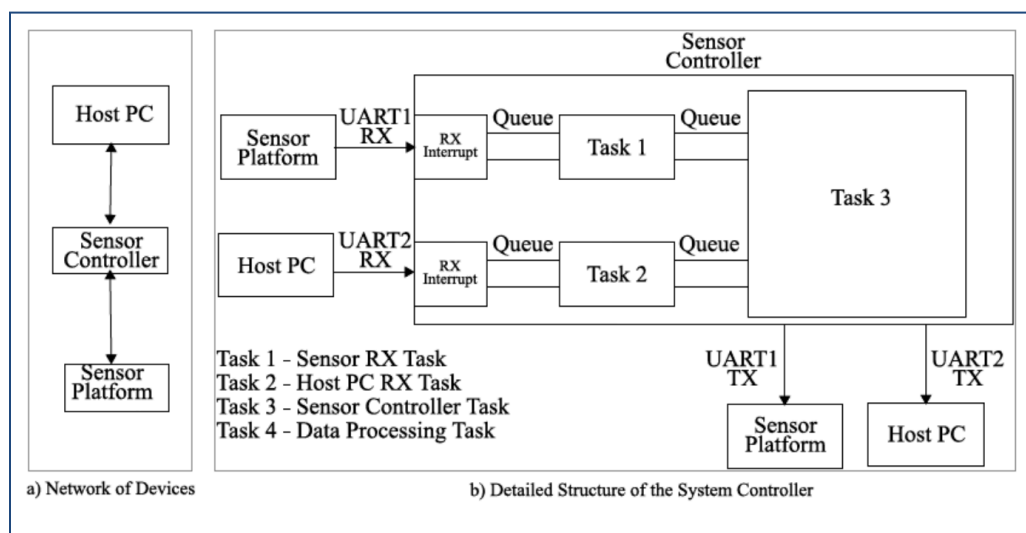 Host PC
Sensor
Controller
Sensor
Platform
a) Network of Devices
Sensor
Controller
Sensor
Platform
UART1
RX
RX
Interrupt
Queue
Task 1
Queue
Task 3
Host PC
UART2
RX
RX
Interrupt
Queue
Task 2
Queue
Task 1 - Sensor RX Task
Task 2 - Host PC RX Task
Task 3 - Sensor Controller Task
Task 4 - Data Processing Task
UART1
TX
UART2
TX
Sensor
Platform
Host PC
b) Detailed Structure of the System Controller